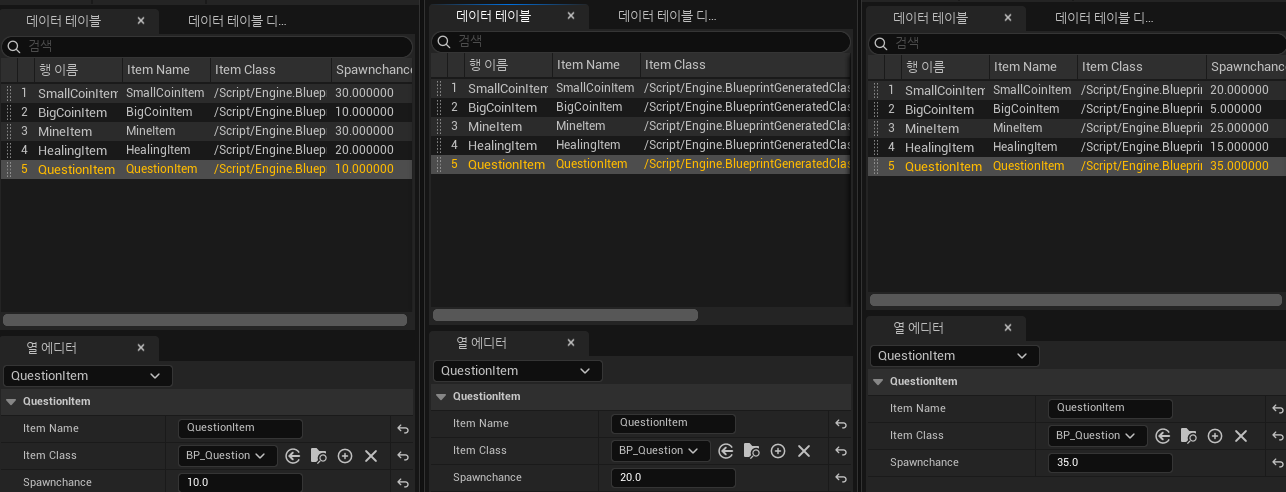 데이터 테이블 × 데이터 테이블 디...
검색
행 이름 Item Name Item Class Spawnchance
1 SmallCoinItem SmallCoinItem /Script/Engine.Bluep 30.000000
2 BigCoinItem BigCoinItem /Script/Engine.Bluep 10.000000
3 MineItem MineItem /Script/Engine.Bluep 30.000000
4 HealingItem HealingItem /Script/Engine.Bluep 20.000000
5 QuestionItem QuestionItem /Script/Engine.Bluep 10.000000
열 에디터 ×
QuestionItem
QuestionItem
Item Name QuestionItem
Item Class BP_Question
Spawnchance 10.0
데이터 테이블 × 데이터 테이블 디...
검색
행 이름 Item Name Item Class
1 SmallCoinItem SmallCoinItem /Script/Engine.BlueprintGeneratedClas
2 BigCoinItem BigCoinItem /Script/Engine.BlueprintGeneratedClas
3 MineItem MineItem /Script/Engine.BlueprintGeneratedClas
4 HealingItem HealingItem /Script/Engine.BlueprintGeneratedClas
5 QuestionItem QuestionItem /Script/Engine.BlueprintGeneratedClas
열 에디터 ×
QuestionItem
QuestionItem
Item Name QuestionItem
Item Class BP_Question
Spawnchance 20.0
데이터 테이블 × 데이터 테이블 디...
검색
행 이름 Item Name Item Class Spawnchance
1 SmallCoinItem SmallCoinItem /Script/Engine.Blueprin 20.000000
2 BigCoinItem BigCoinItem /Script/Engine.Blueprin 5.000000
3 MineItem MineItem /Script/Engine.Blueprin 25.000000
4 HealingItem HealingItem /Script/Engine.Blueprin 15.000000
5 QuestionItem QuestionItem /Script/Engine.Blueprin 35.000000
열 에디터 ×
QuestionItem
QuestionItem
Item Name QuestionItem
Item Class BP_Question
Spawnchance 35.0